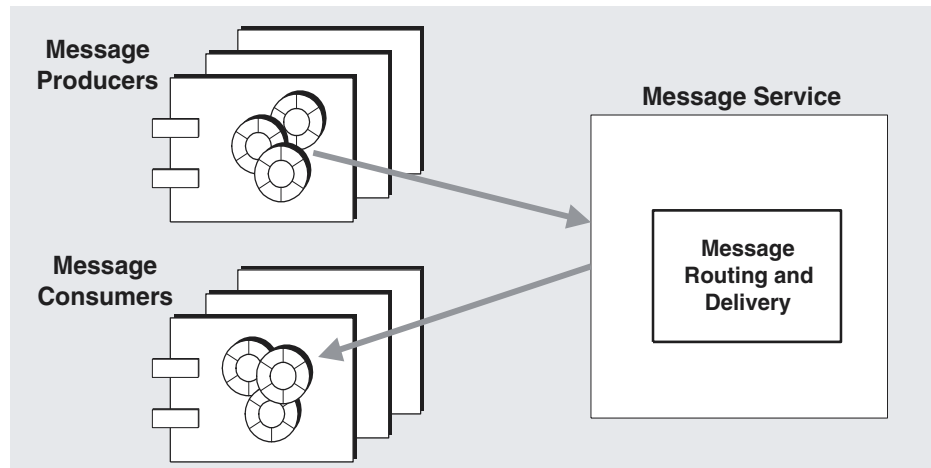 Message
Producers
Message Service
Message
Routing and
Delivery
Message
Consumers